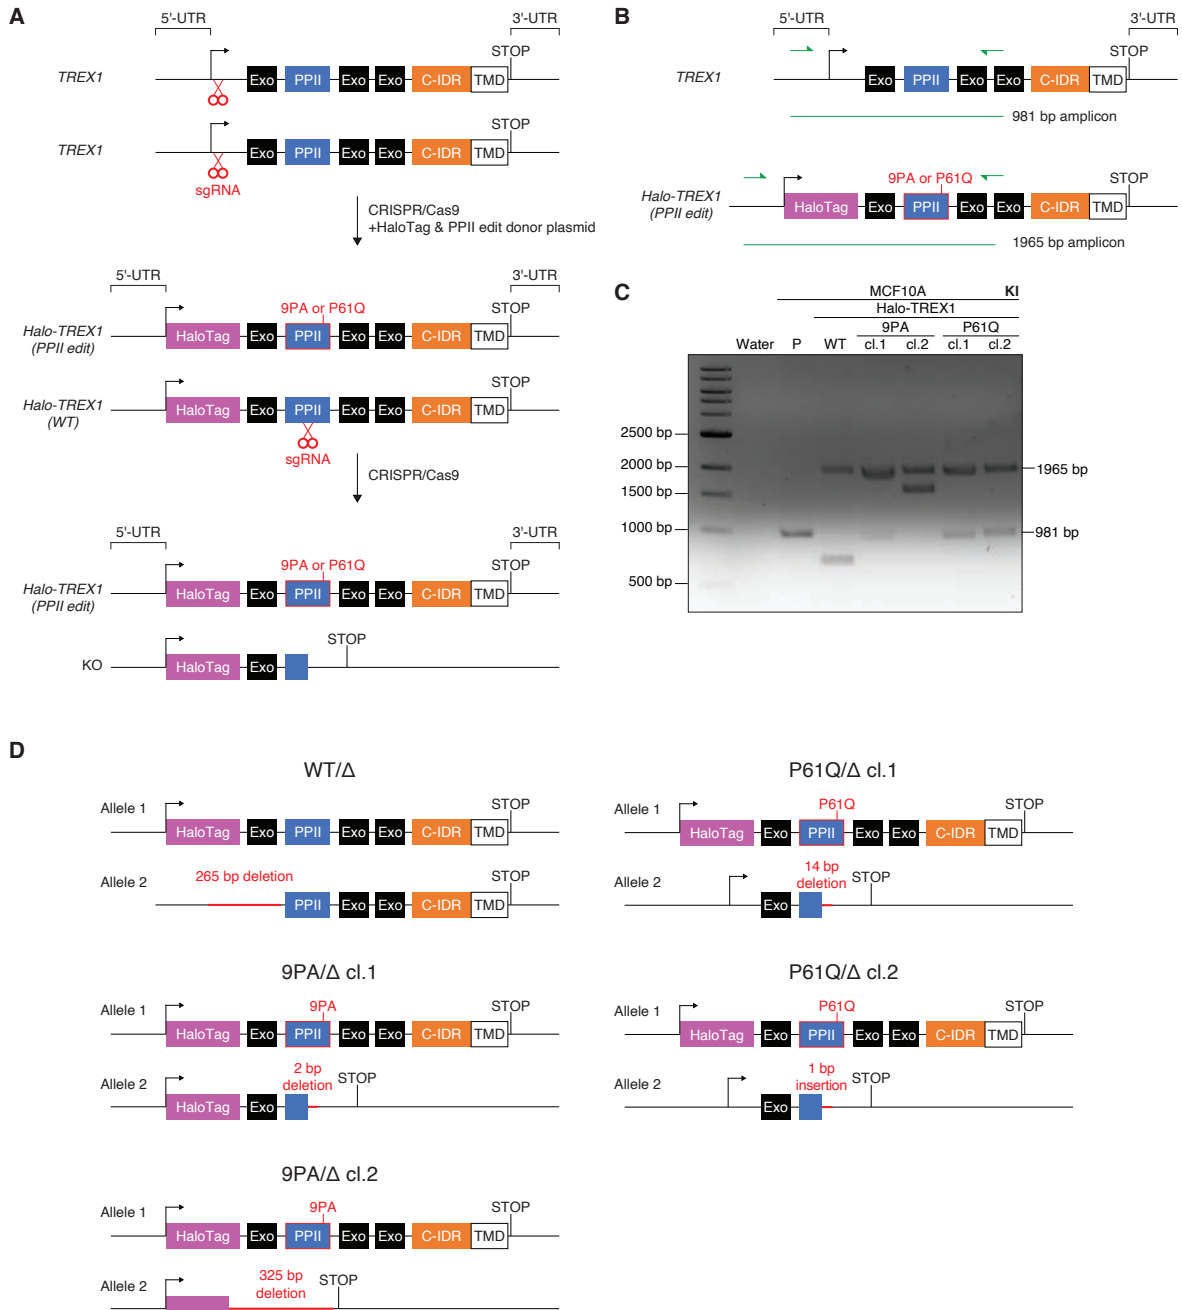 A
5'-UTR 3'-UTR
STOP
TREX1 Exo PPII Exo Exo C-IDR TMD
STOP
TREX1 Exo PPII Exo Exo C-IDR TMD
sgRNA
CRISPR/Cas9
+HaloTag & PPII edit donor plasmid
5'-UTR 3'-UTR
9PA or P61Q STOP
Halo-TREX1 HaloTag Exo PPII Exo Exo C-IDR TMD
(PPII edit)
STOP
Halo-TREX1 HaloTag Exo PPII Exo Exo C-IDR TMD
(WT)
sgRNA
CRISPR/Cas9
5'-UTR 3'-UTR
9PA or P61Q STOP
Halo-TREX1 HaloTag Exo PPII Exo Exo C-IDR TMD
(PPII edit)
STOP
KO HaloTag Exo
B
5'-UTR 3'-UTR
STOP
TREX1 Exo PPII Exo Exo C-IDR TMD
981 bp amplicon
9PA or P61Q STOP
Halo-TREX1 HaloTag Exo PPII Exo Exo C-IDR TMD
(PPII edit)
1965 bp amplicon
C
MCF10A KI
Halo-TREX1
9PA P61Q
Water P WT cl.1 cl.2 cl.1 cl.2
2500 bp
2000 bp 1965 bp
1500 bp
1000 bp 981 bp
500 bp
D
WT/Δ
Allele 1 STOP
HaloTag Exo PPII Exo Exo C-IDR TMD
Allele 2 265 bp deletion STOP
PPII Exo Exo C-IDR TMD
9PA/Δ cl.1
Allele 1 9PA STOP
HaloTag Exo PPII Exo Exo C-IDR TMD
Allele 2 2 bp
deletion STOP
HaloTag Exo
9PA/Δ cl.2
Allele 1 9PA STOP
HaloTag Exo PPII Exo Exo C-IDR TMD
Allele 2 325 bp
deletion STOP
P61Q/Δ cl.1
Allele 1 P61Q STOP
HaloTag Exo PPII Exo Exo C-IDR TMD
Allele 2 14 bp
deletion STOP
Exo
P61Q/Δ cl.2
Allele 1 P61Q STOP
HaloTag Exo PPII Exo Exo C-IDR TMD
Allele 2 1 bp
insertion STOP
Exo